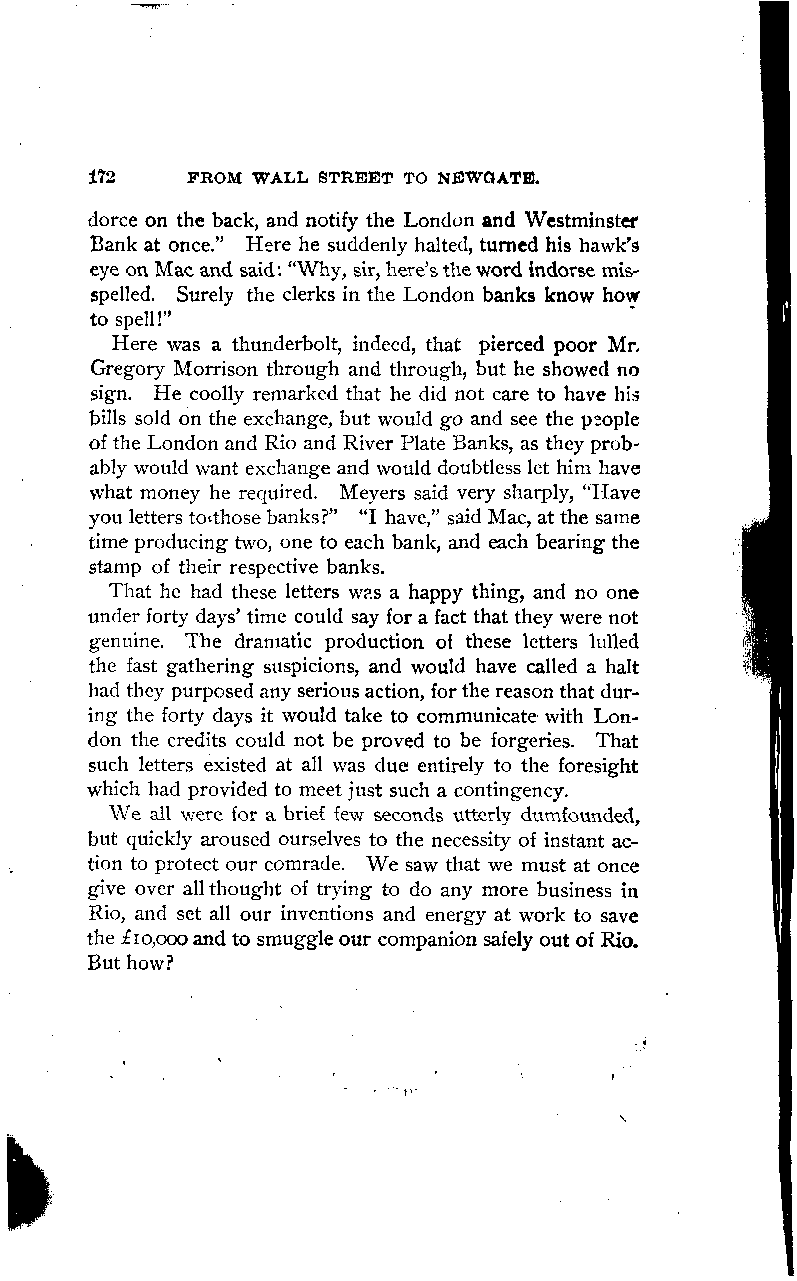 172 FROM WALL STREET TO NEWGATE.
dorce on the back, and notify the London and Westminster
Bank at once." Here he suddenly halted, turned his hawk's
eye on Mac and said: "Why, sir, here's the word indorse mis-
spelled. Surely the clerks in the London banks know how
to spell!"
Here was a thunderbolt, indeed, that pierced poor Mr.
Gregory Morrison through and through, but he showed no
sign. He coolly remarked that he did not care to have his
bills sold on the exchange, but would go and see the people
of the London and Rio and River Plate Banks, as they prob-
ably would want exchange and would doubtless let him have
what money he required. Meyers said very sharply, "Have
you letters to those banks?" "I have," said Mac, at the same
time producing two, one to each bank, and each bearing the
stamp of their respective banks.
That he had these letters was a happy thing, and no one
under forty days' time could say for a fact that they were not
genuine. The dramatic production of these letters lulled
the fast gathering suspicions, and would have called a halt
had they purposed any serious action, for the reason that dur-
ing the forty days it would take to communicate with Lon-
don the credits could not be proved to be forgeries. That
such letters existed at all was due entirely to the foresight
which had provided to meet just such a contingency.
We all were for a brief few seconds utterly dumfounded,
but quickly aroused ourselves to the necessity of instant ac-
tion to protect our comrade. We saw that we must at once
give over all thought of trying to do any more business in
Rio, and set all our inventions and energy at work to save
the £10,000 and to smuggle our companion safely out of Rio.
But how?